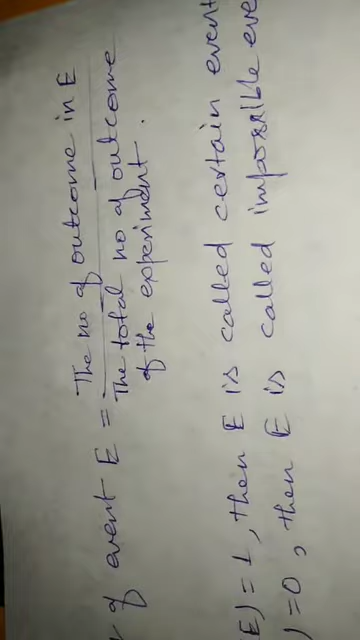 The no of outcome in E
of event E =
The total no of outcome
of the experiment.
E) = 1, then E is called certain event
) = 0, then E is called impossible eve